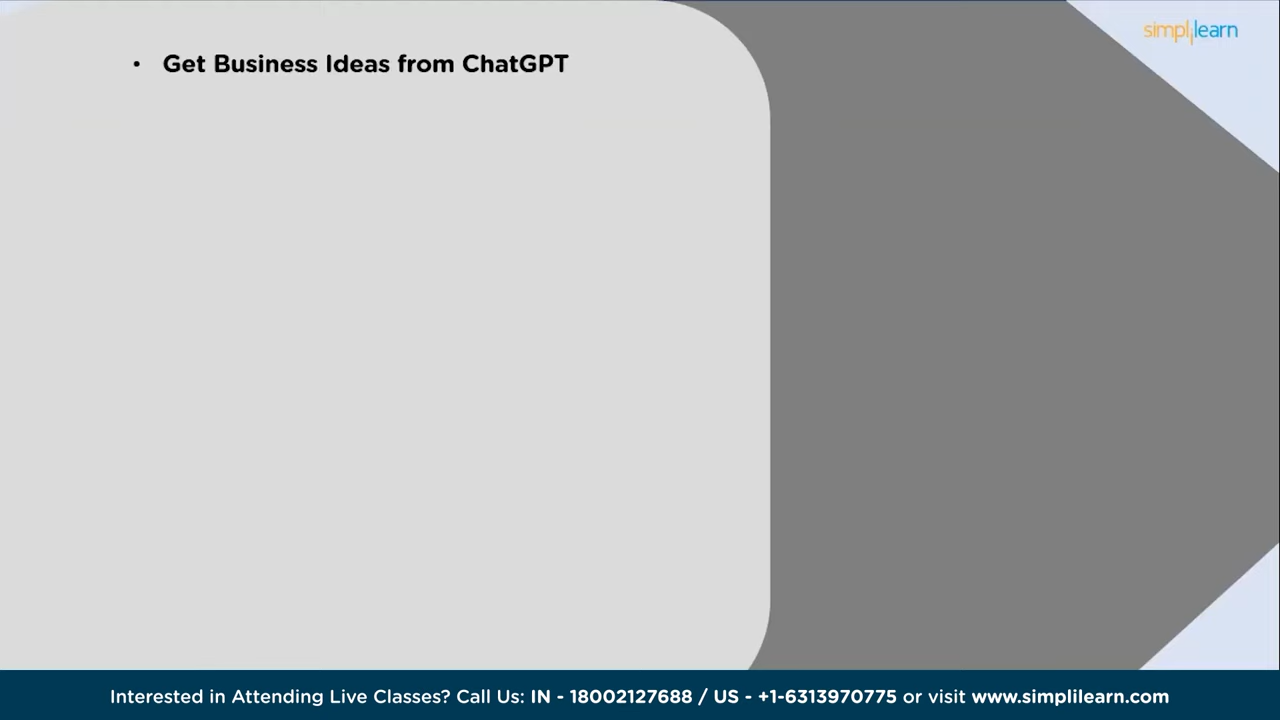 simplilearn
• Get Business Ideas from ChatGPT
Interested in Attending Live Classes? Call Us: IN - 18002127688 / US - +1-6313970775 or visit www.simplilearn.com